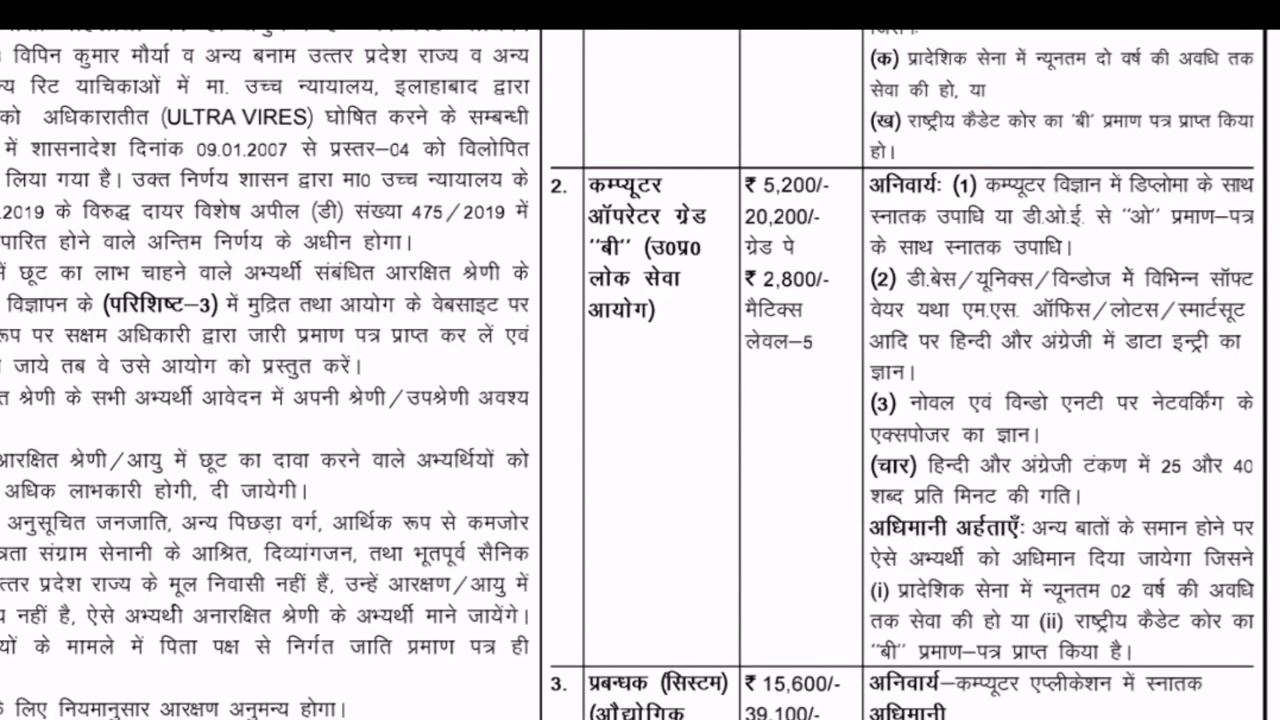 विपिन कुमार मौर्या व अन्य बनाम उत्तर प्रदेश राज्य व अन्य
रिट याचिकाओं में मा. उच्च न्यायालय, इलाहाबाद द्वारा
को अधिकारातीत (ULTRA VIRES) घोषित करने के सम्बन्धी
में शासनादेश दिनांक 09.01.2007 से प्रस्तर-04 को विलोपित
लिया गया है। उक्त निर्णय शासन द्वारा मा0 उच्च न्यायालय के
.2019 के विरुद्ध दायर विशेष अपील (डी) संख्या 475/2019 में
पारित होने वाले अन्तिम निर्णय के अधीन होगा।
में छूट का लाभ चाहने वाले अभ्यर्थी संबंधित आरक्षित श्रेणी के
विज्ञापन के (परिशिष्ट-3) में मुद्रित तथा आयोग के वेबसाइट पर
रूप पर सक्षम अधिकारी द्वारा जारी प्रमाण पत्र प्राप्त कर लें एवं
जाये तब वे उसे आयोग को प्रस्तुत करें।
त श्रेणी के सभी अभ्यर्थी आवेदन में अपनी श्रेणी/उपश्रेणी अवश्य
आरक्षित श्रेणी/आयु में छूट का दावा करने वाले अभ्यर्थियों को
अधिक लाभकारी होगी, दी जायेगी।
अनुसूचित जनजाति, अन्य पिछड़ा वर्ग, आर्थिक रूप से कमजोर
त्रता संग्राम सेनानी के आश्रित, दिव्यांगजन, तथा भूतपूर्व सैनिक
त्तर प्रदेश राज्य के मूल निवासी नहीं हैं, उन्हें आरक्षण/आयु में
य नहीं है, ऐसे अभ्यर्थी अनारक्षित श्रेणी के अभ्यर्थी माने जायेंगे।
यों के मामले में पिता पक्ष से निर्गत जाति प्रमाण पत्र ही
के लिए नियमानुसार आरक्षण अनुमन्य होगा।
(क) प्रादेशिक सेना में न्यूनतम दो वर्ष की अवधि तक
सेवा की हो, या
(ख) राष्ट्रीय कैडेट कोर का 'बी' प्रमाण पत्र प्राप्त किया
हो।
2.
कम्प्यूटर
ऑपरेटर ग्रेड
"बी" (उ0प्र0
लोक सेवा
आयोग)
₹ 5,200/-
20,200/-
ग्रेड पे
₹ 2,800/-
मैटिक्स
लेवल-5
अनिवार्यः (1) कम्प्यूटर विज्ञान में डिप्लोमा के साथ
स्नातक उपाधि या डी.ओ.ई. से "ओ" प्रमाण-पत्र
के साथ स्नातक उपाधि।
(2) डी.बेस/यूनिक्स/विन्डोज में विभिन्न सॉफ्ट
वेयर यथा एम.एस. ऑफिस/लोटस/स्मार्टसूट
आदि पर हिन्दी और अंग्रेजी में डाटा इन्ट्री का
ज्ञान।
(3) नोवल एवं विन्डो एनटी पर नेटवर्किंग के
एक्सपोजर का ज्ञान।
(चार) हिन्दी और अंग्रेजी टंकण में 25 और 40
शब्द प्रति मिनट की गति।
अधिमानी अर्हताएँः अन्य बातों के समान होने पर
ऐसे अभ्यर्थी को अधिमान दिया जायेगा जिसने
(i) प्रादेशिक सेना में न्यूनतम 02 वर्ष की अवधि
तक सेवा की हो या (ii) राष्ट्रीय कैडेट कोर का
"बी" प्रमाण-पत्र प्राप्त किया है।
3.
प्रबन्धक (सिस्टम)
(औद्योगिक
₹ 15,600/-
39,100/-
अनिवार्य-कम्प्यूटर एप्लीकेशन में स्नातक
अधिमानी